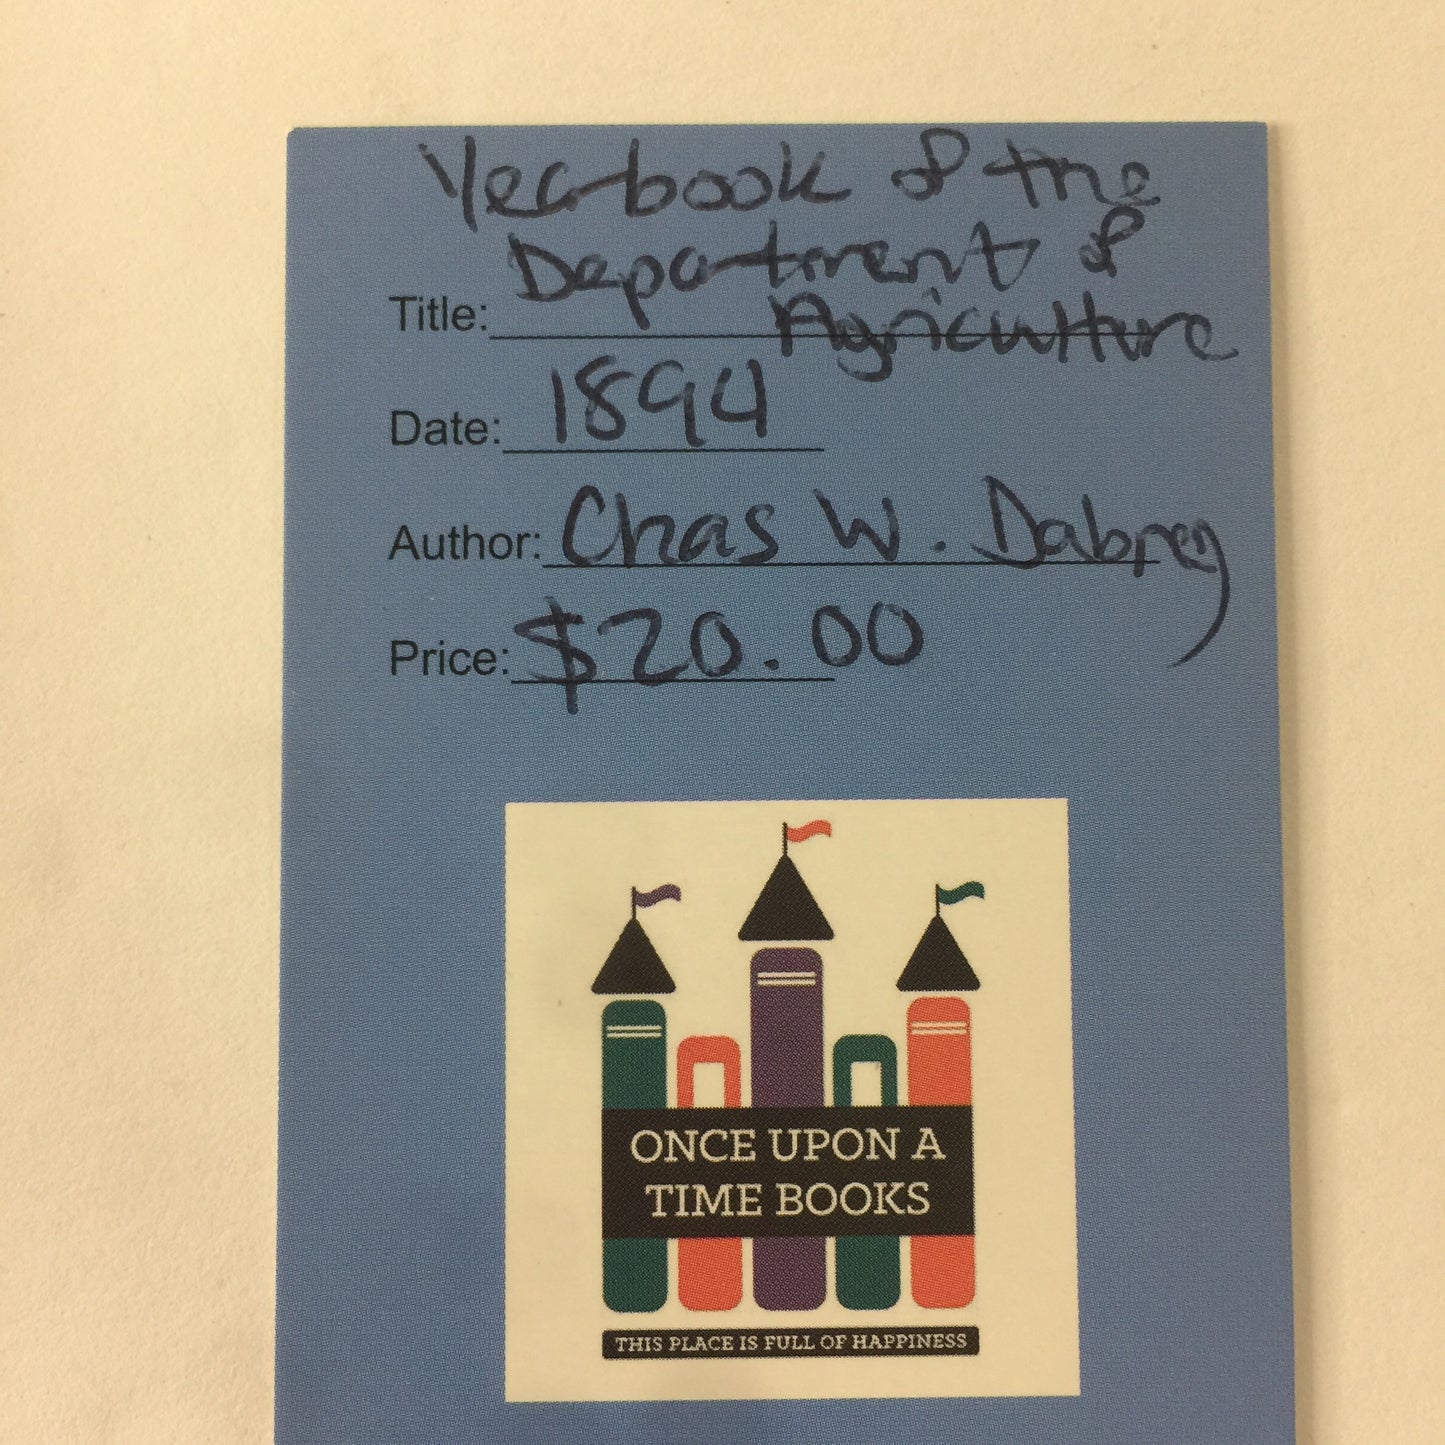 Yearbook of the
Department of
Title: Agriculture
Date: 1894
Author: Chas W. Dabney
Price: $20.00
ONCE UPON A
TIME BOOKS
THIS PLACE IS FULL OF HAPPINESS